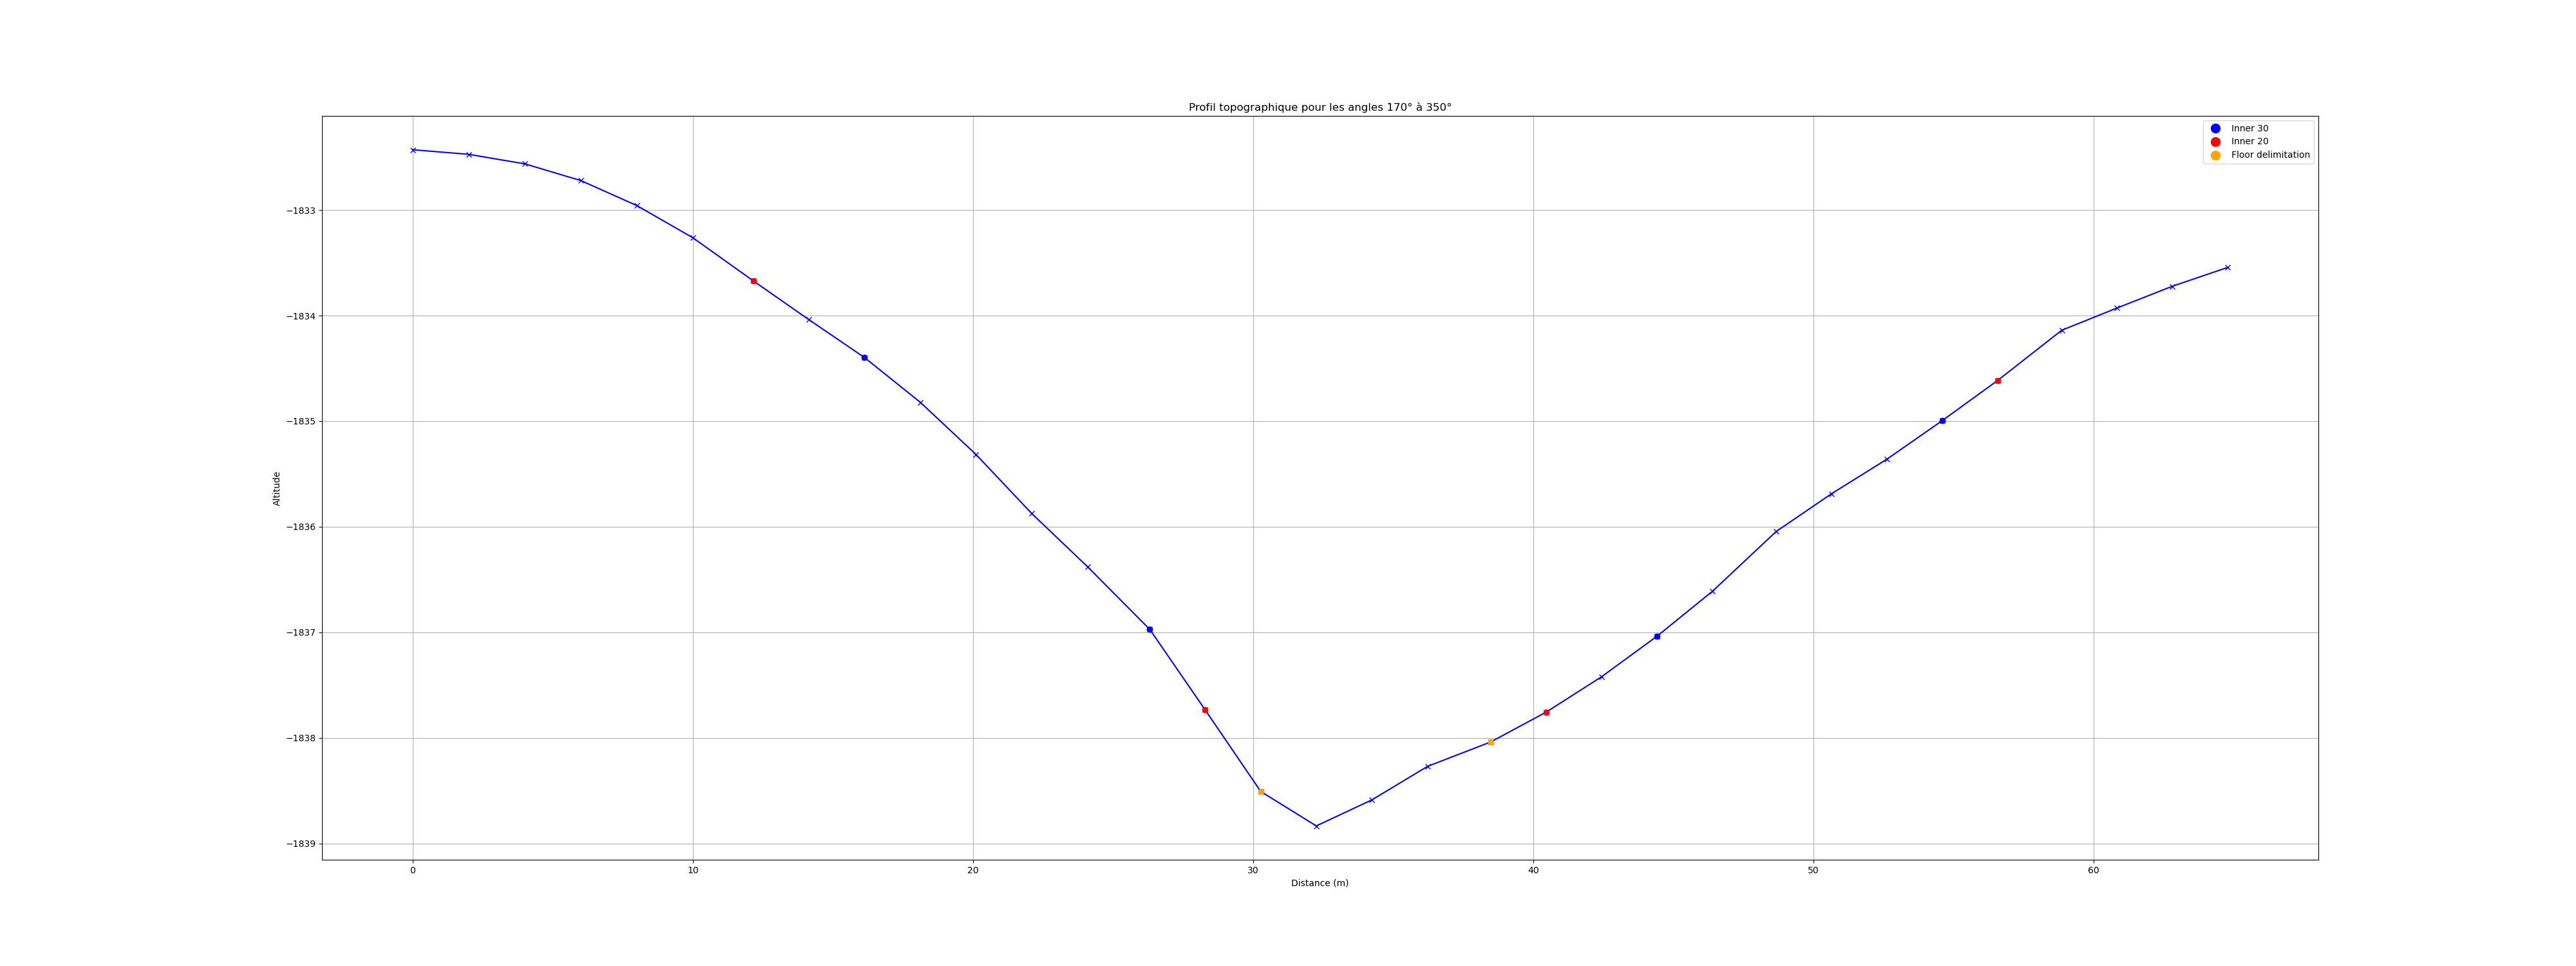 Profil topographique pour les angles 170° à 350°
Inner 30
Inner 20
Floor delimitation
−1833
−1834
−1835
−1836
−1837
−1838
−1839
Altitude
0 10 20 30 40 50 60
Distance (m)